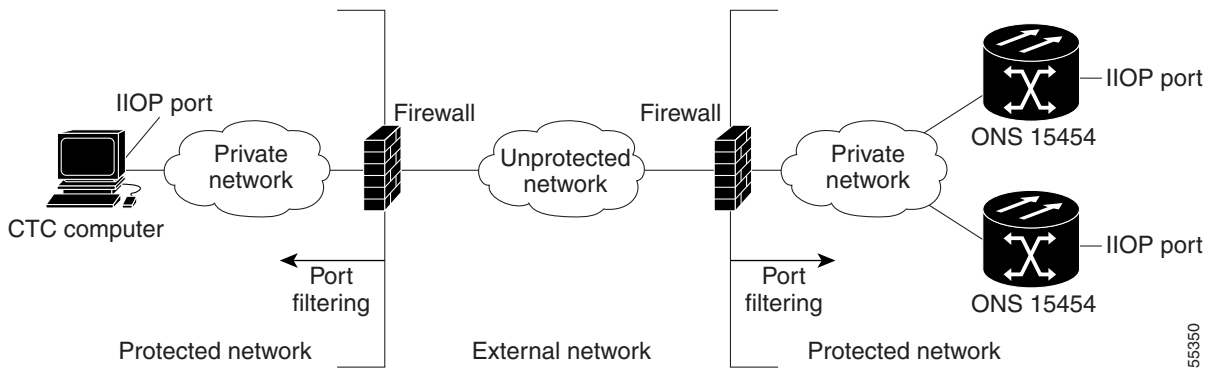 IIOP port
Private
network
CTC computer
Firewall
Port
filtering
Protected network
Unprotected
network
External network
Firewall
Private
network
Port
filtering
Protected network
ONS 15454
IIOP port
ONS 15454
IIOP port
55350